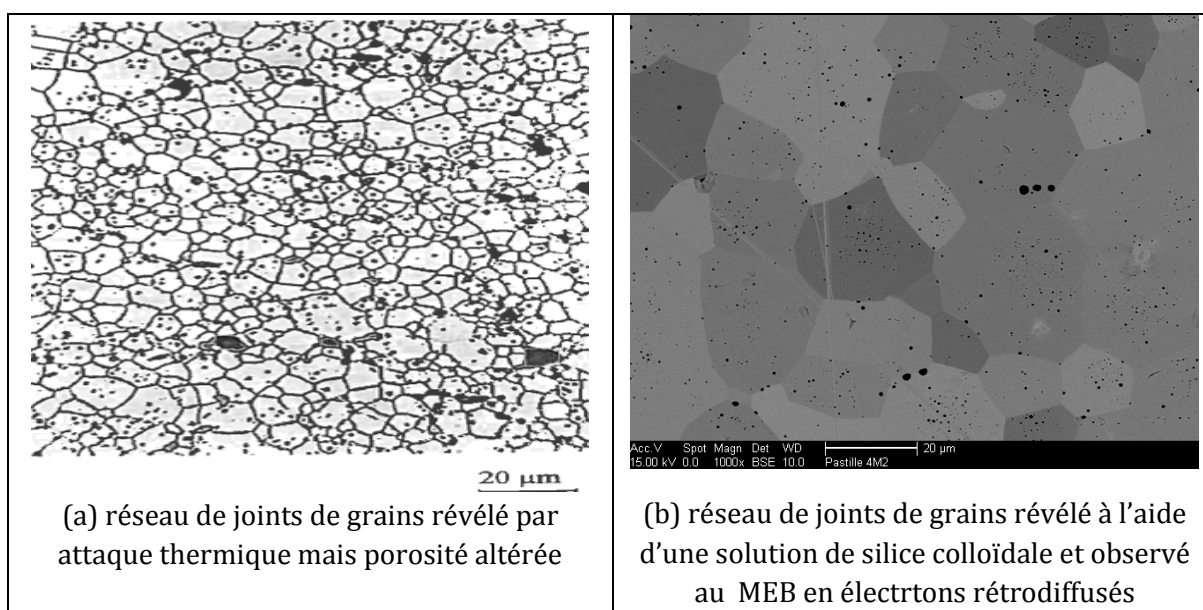 20 µm
(a) réseau de joints de grains révélé par
attaque thermique mais porosité altérée
Acc.V Spot Magn Det WD 20 µm
15.00 kV 0.0 1000x BSE 10.0 Pastille 4M2
(b) réseau de joints de grains révélé à l’aide
d’une solution de silice colloïdale et observé
au MEB en électrtons rétrodiffusés